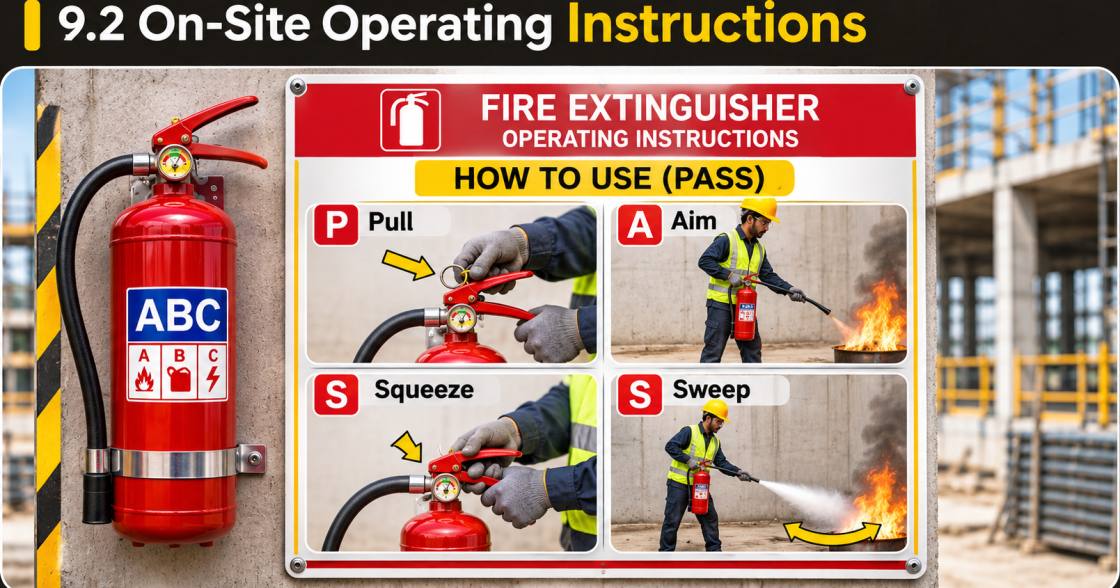 9.2 On-Site Operating Instructions
FIRE EXTINGUISHER
OPERATING INSTRUCTIONS
HOW TO USE (PASS)
P Pull
A Aim
ABC
A B C
S Squeeze
S Sweep